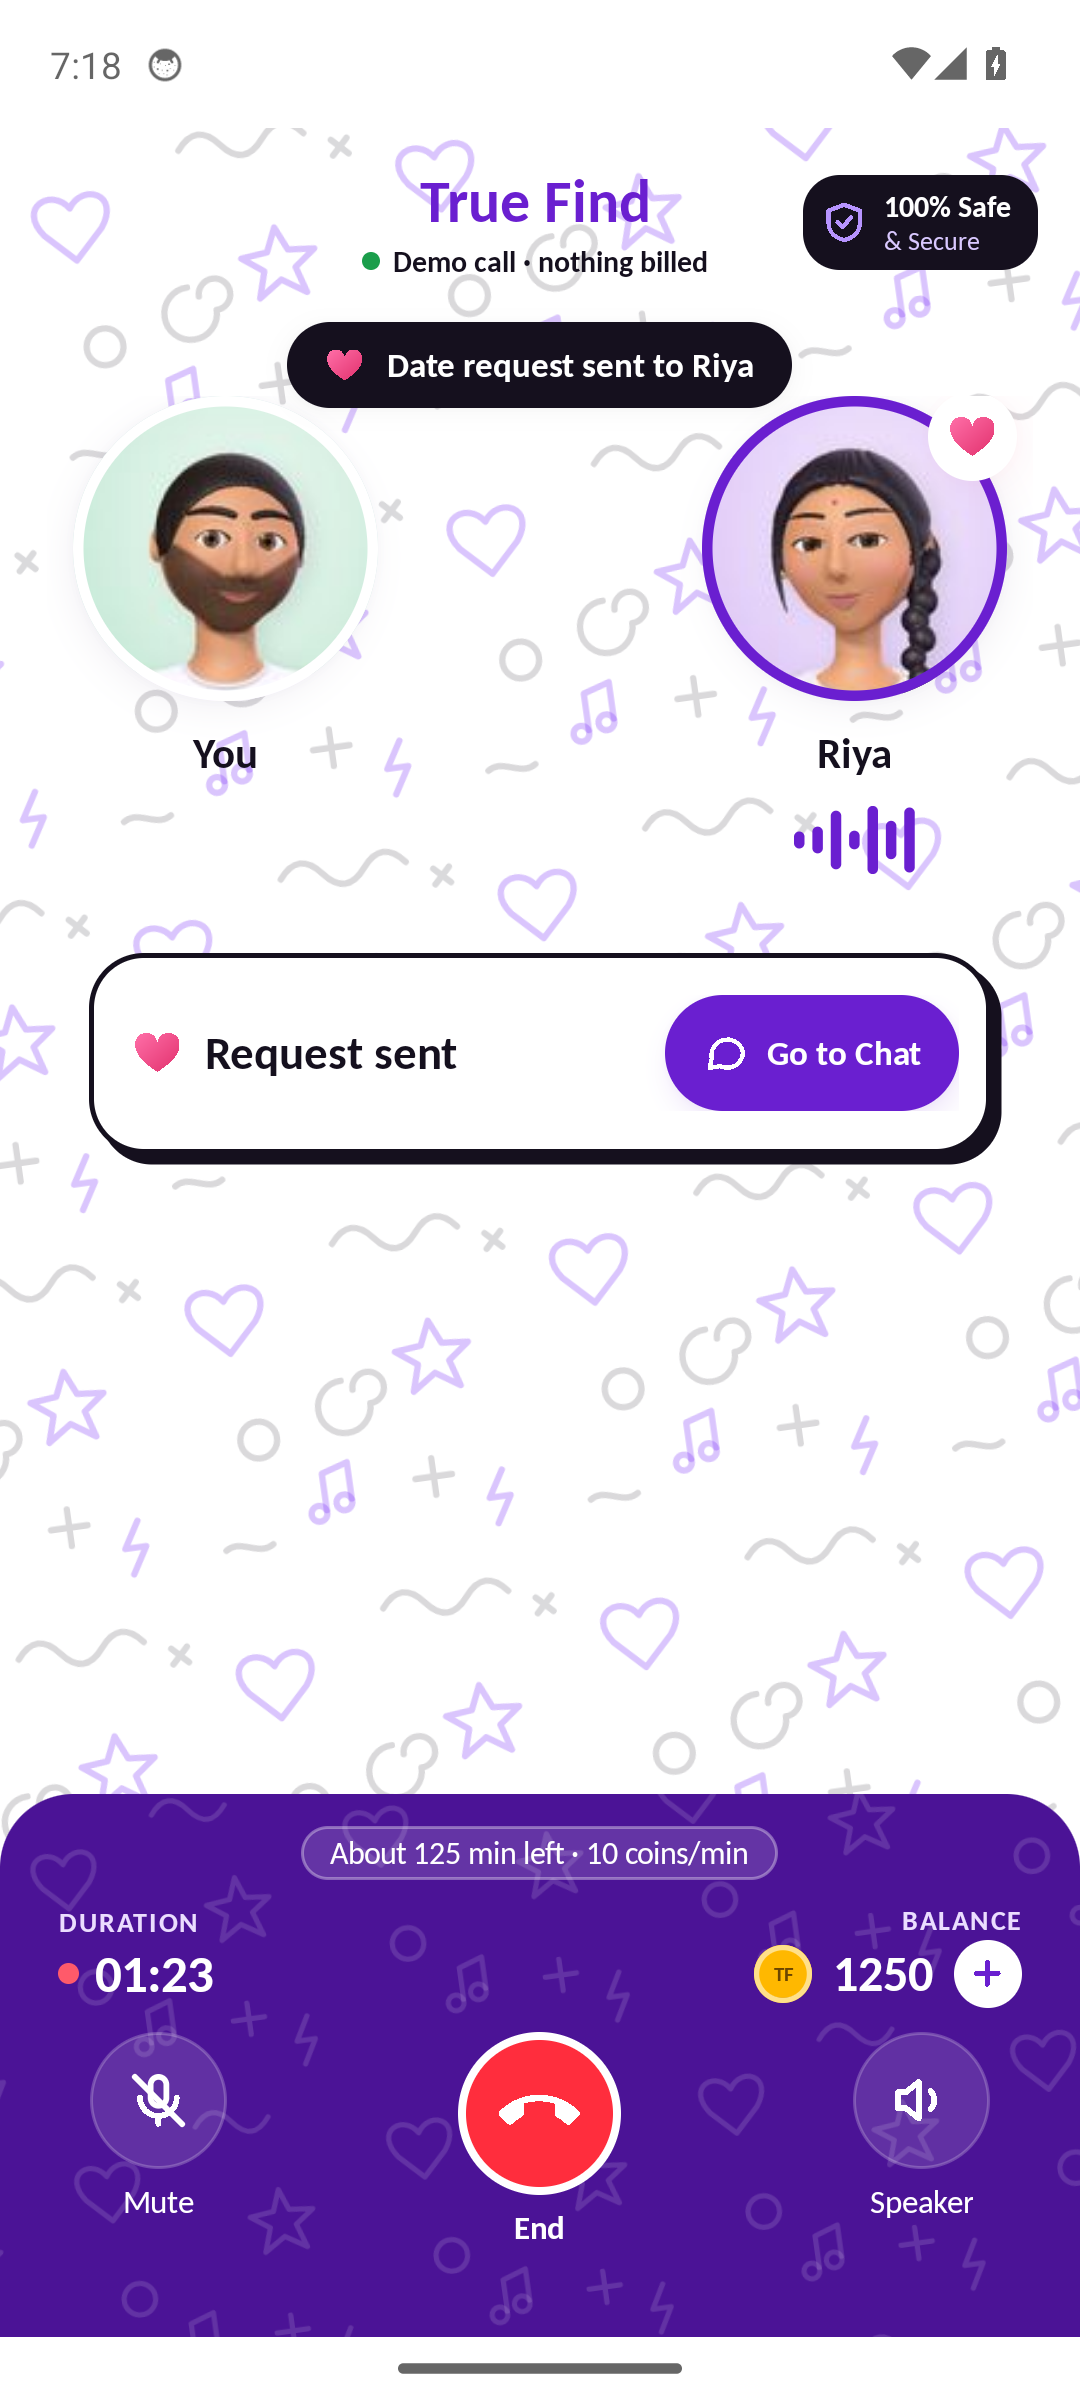 7:18
True Find
Demo call · nothing billed
100% Safe
& Secure
Date request sent to Riya
You
Riya
Request sent
Go to Chat
About 125 min left · 10 coins/min
DURATION
BALANCE
01:23
TF
1250
Mute
End
Speaker